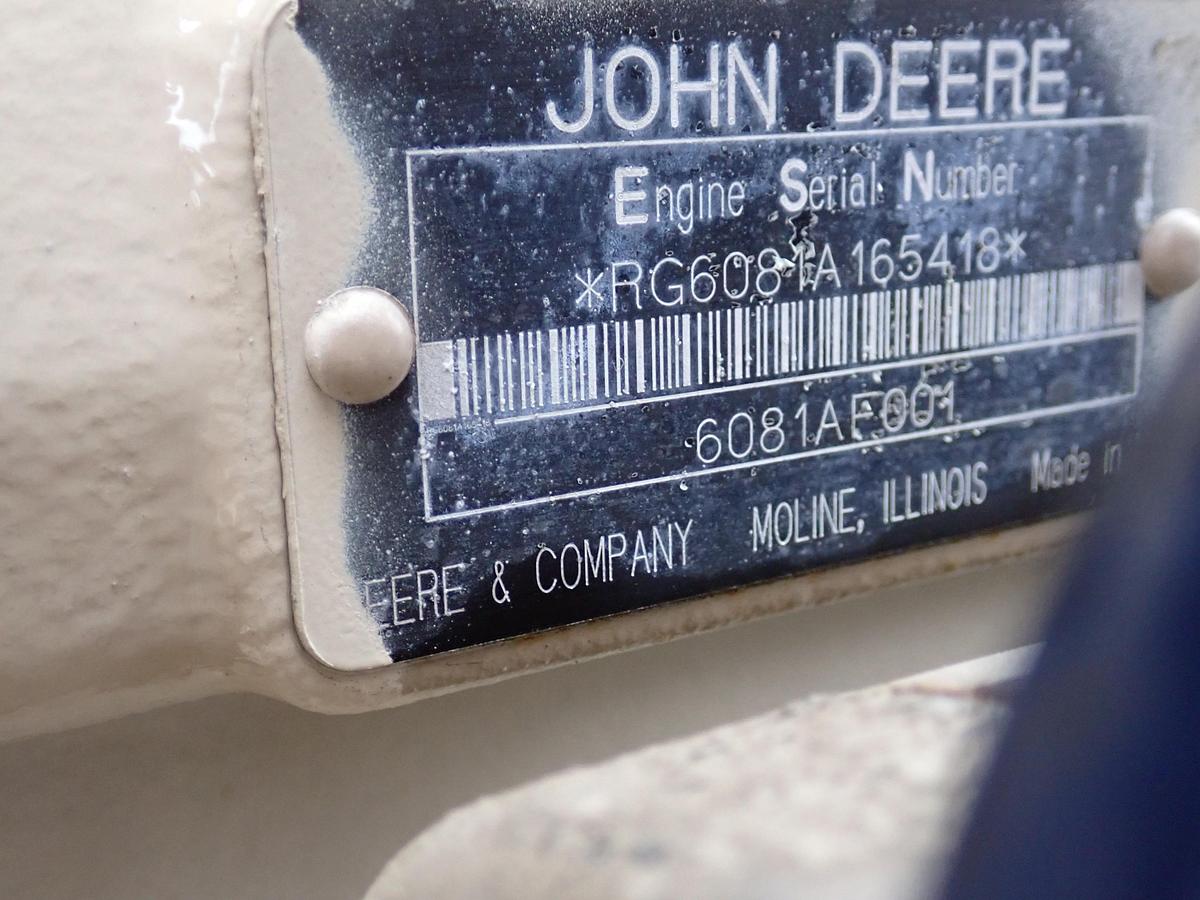 JOHN DEERE
Engine Serial Number
*RG6081A165418*
6081AF001
EERE & COMPANY MOLINE, ILLINOIS Made in